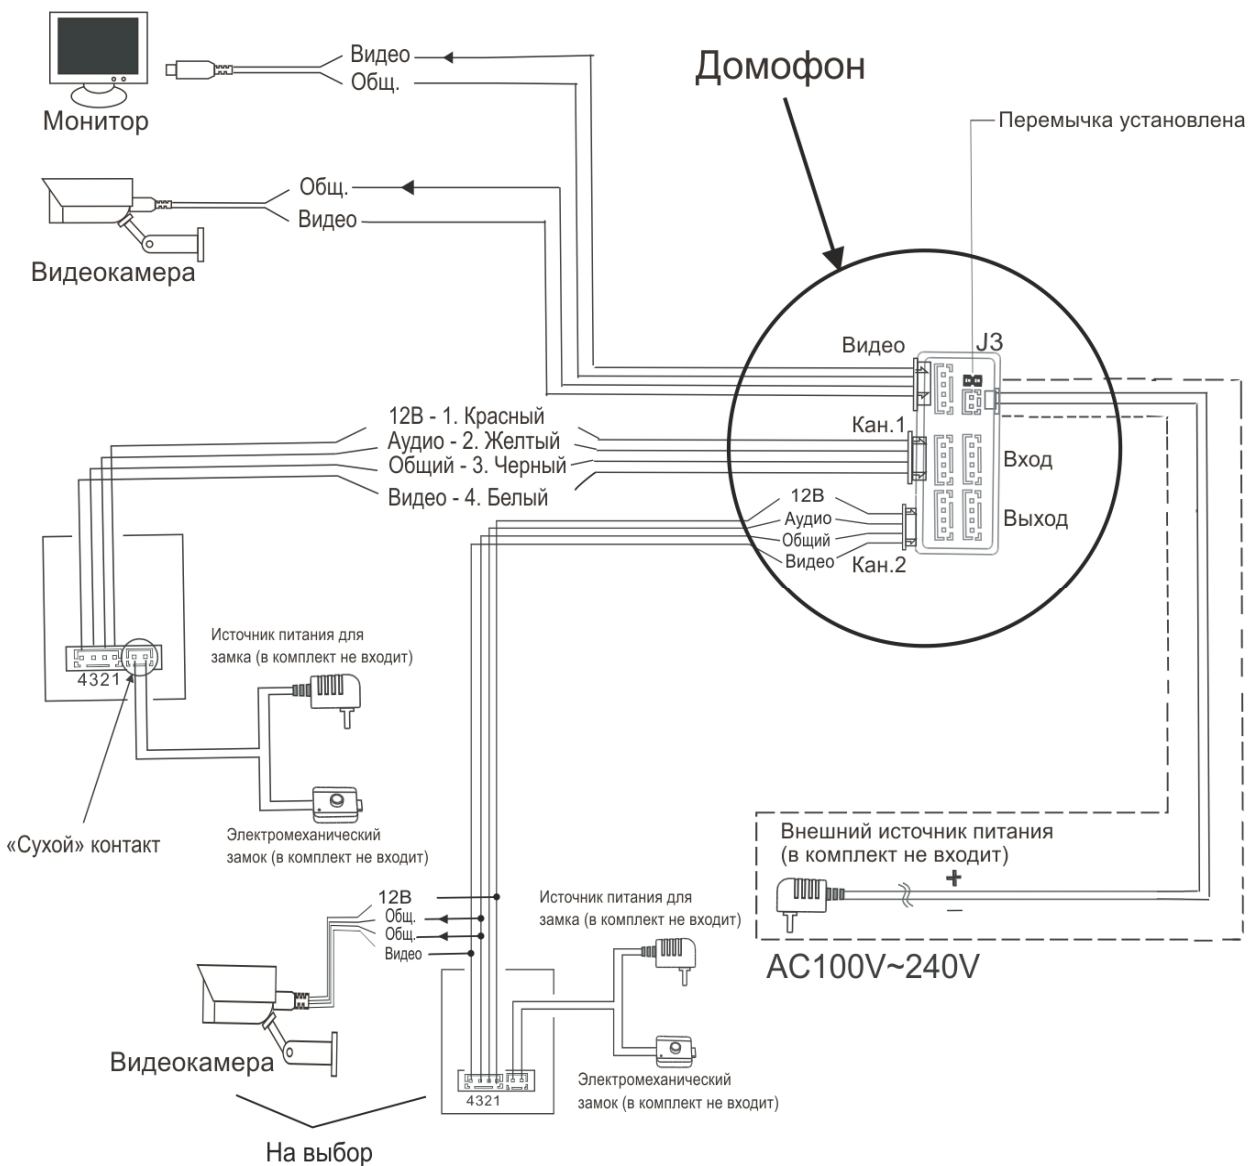 Домофон
Перемычка установлена
Видео
Общ.
Монитор
Общ.
Видео
Видеокамера
Видео
J3
12В - 1. Красный
Аудио - 2. Желтый
Общий - 3. Черный
Видео - 4. Белый
Кан.1
Вход
12В
Аудио
Общий
Видео
Кан.2
Выход
4321
Источник питания для
замка (в комплект не входит)
«Сухой» контакт
Электромеханический
замок (в комплект не входит)
Внешний источник питания
(в комплект не входит)
+
–
AC100V~240V
12В
Общ.
Общ.
Видео
Источник питания для
замка (в комплект не входит)
Видеокамера
4321
Электромеханический
замок (в комплект не входит)
На выбор